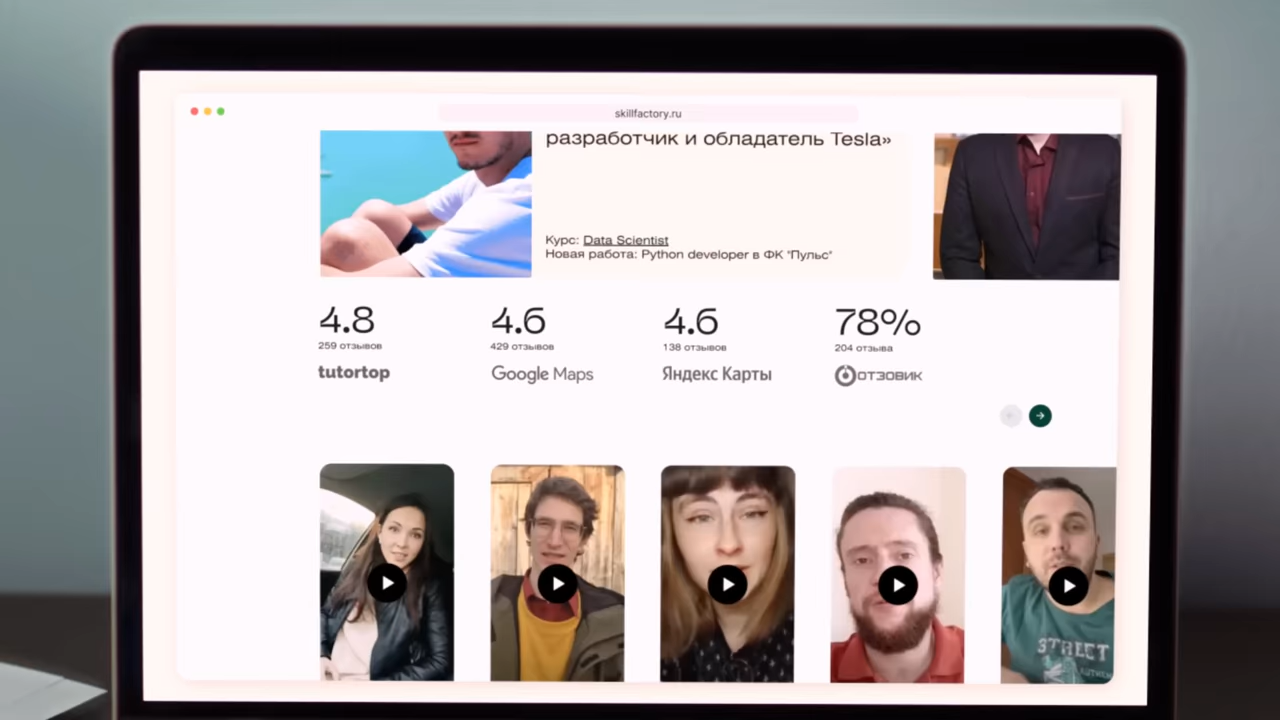 skillfactory.ru
разработчик и обладатель Tesla»
Курс: Data Scientist
Новая работа: Python developer в ФК "Пульс"
4.8
259 отзывов
tutortop
4.6
429 отзывов
Google Maps
4.6
138 отзывов
Яндекс Карты
78%
204 отзыва
ОТЗОВИК
STREET